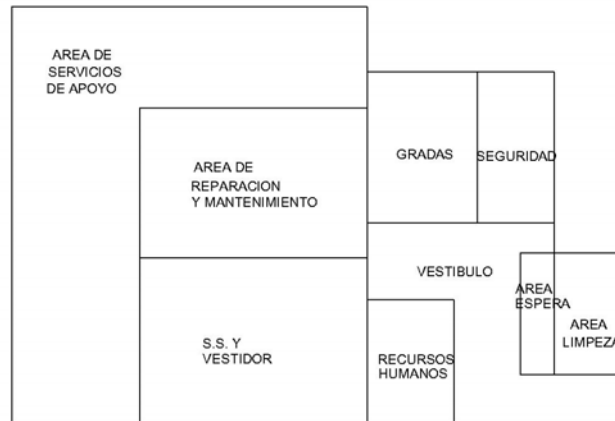 AREA DE
SERVICIOS
DE APOYO
AREA DE
REPARACION
Y MANTENIMIENTO
GRADAS
SEGURIDAD
VESTIBULO
AREA
ESPERA
AREA
LIMPEZA
S.S. Y
VESTIDOR
RECURSOS
HUMANOS